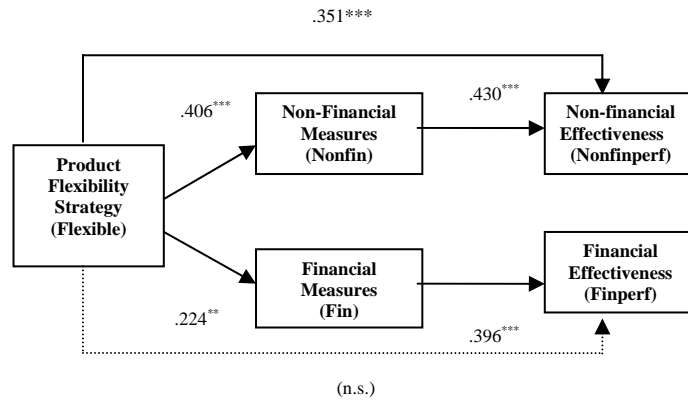 .351***
.406***
.430***
Non-Financial
Measures
(Nonfin)
Non-financial
Effectiveness
(Nonfinperf)
Product
Flexibility
Strategy
(Flexible)
Financial
Measures
(Fin)
Financial
Effectiveness
(Finperf)
.224**
.396***
(n.s.)